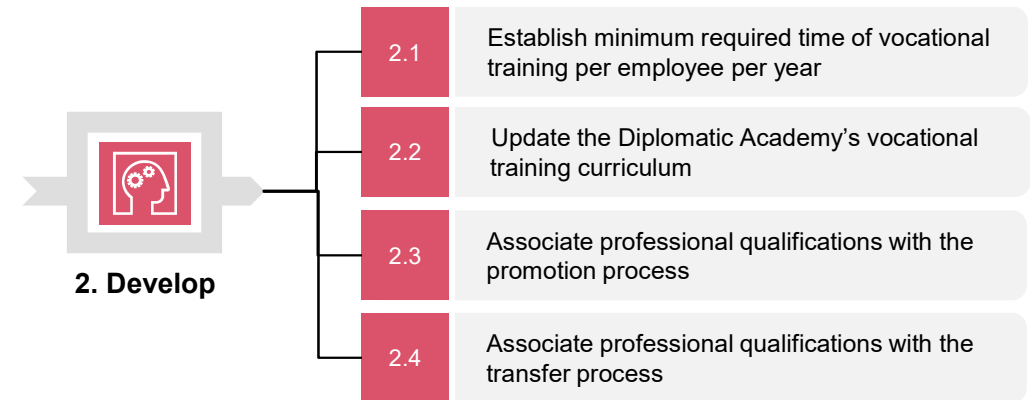 2.1
Establish minimum required time of vocational
training per employee per year
2.2
Update the Diplomatic Academy’s vocational
training curriculum
2. Develop
2.3
Associate professional qualifications with the
promotion process
2.4
Associate professional qualifications with the
transfer process